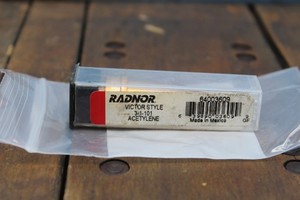 RADNOR
VICTOR STYLE
3-1-101
ACETYLENE
64003609
Made in Mexico